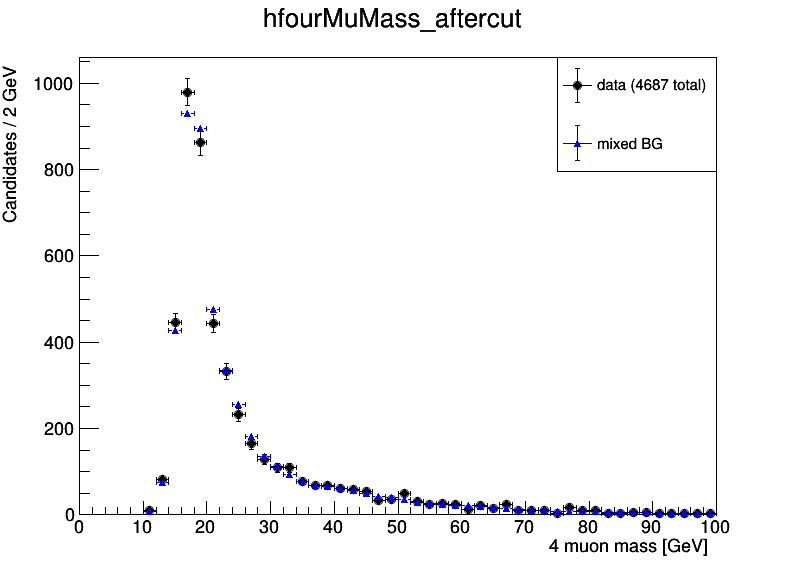 hfourMuMass_aftercut
Candidates / 2 GeV
1000
800
600
400
200
0
data (4687 total)
mixed BG
0 10 20 30 40 50 60 70 80 90 100
4 muon mass [GeV]